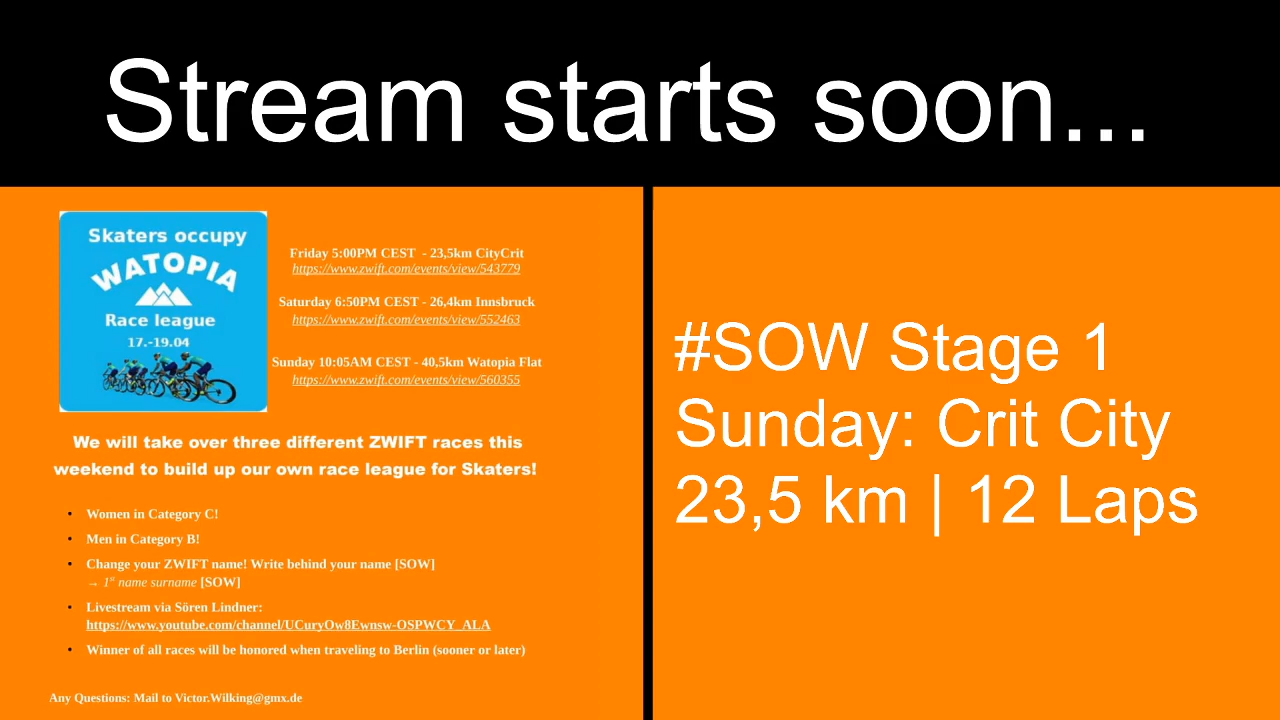 Stream starts soon...
Skaters occupy
WATOPIA
Race league
17.-19.04
Friday 5:00PM CEST - 23,5km CityCrit
https://www.zwift.com/events/view/543779
Saturday 6:50PM CEST - 26,4km Innsbruck
https://www.zwift.com/events/view/552463
Sunday 10:05AM CEST - 40,5km Watopia Flat
https://www.zwift.com/events/view/560355
We will take over three different ZWIFT races this
weekend to build up our own race league for Skaters!
• Women in Category C!
• Men in Category B!
• Change your ZWIFT name! Write behind your name [SOW]
→ 1st name surname [SOW]
• Livestream via Sören Lindner:
https://www.youtube.com/channel/UCuryOw8Ewnsw-OSPWCY_ALA
• Winner of all races will be honored when traveling to Berlin (sooner or later)
Any Questions: Mail to Victor.Wilking@gmx.de
#SOW Stage 1
Sunday: Crit City
23,5 km | 12 Laps